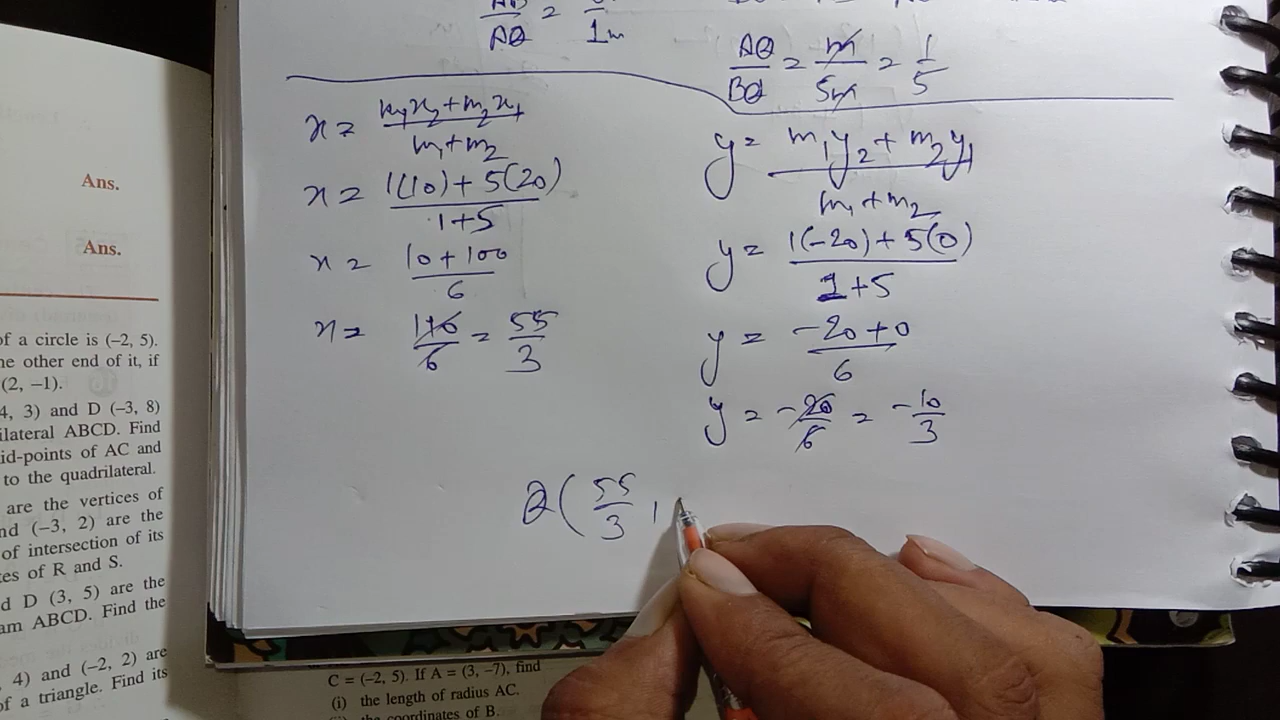 AQ = 1m
AQ/BQ = m/5m = 1/5
x = m₁x₂+m₂x₁/m₁+m₂
x = 1(10)+5(20)/1+5
x = 10+100/6
x = 110/6 = 55/3
y = m₁y₂+m₂y₁/m₁+m₂
y = 1(-20)+5(0)/1+5
y = -20+0/6
y = -20/6 = -10/3
Q(55/3,
Ans.
Ans.
of a circle is (–2, 5).
other end of it, if
(2, –1).
4, 3) and D (–3, 8)
ilateral ABCD. Find
id-points of AC and
to the quadrilateral.
are the vertices of
nd (–3, 2) are the
of intersection of its
tes of R and S.
d D (3, 5) are the
am ABCD. Find the
4) and (–2, 2) are
of a triangle. Find its
C = (–2, 5). If A = (3, –7), find
(i) the length of radius AC.
the coordinates of B.